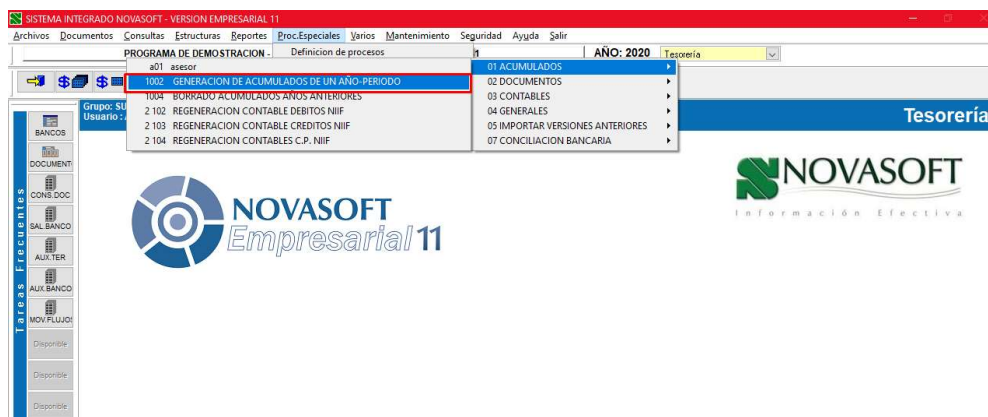 SISTEMA INTEGRADO NOVASOFT - VERSION EMPRESARIAL 11
Archivos Documentos Consultas Estructuras Reportes Proc.Especiales Varios Mantenimiento Seguridad Ayuda Salir
PROGRAMA DE DEMOSTRACION - AÑO: 2020 Tesorería
Definicion de procesos
a01 asesor
1002 GENERACION DE ACUMULADOS DE UN AÑO-PERIODO
1004 BORRADO ACUMULADOS AÑOS ANTERIORES
2 102 REGENERACION CONTABLE DEBITOS NIIF
2 103 REGENERACION CONTABLE CREDITOS NIIF
2 104 REGENERACION CONTABLES C.P. NIIF
01 ACUMULADOS
02 DOCUMENTOS
03 CONTABLES
04 GENERALES
05 IMPORTAR VERSIONES ANTERIORES
07 CONCILIACION BANCARIA
Grupo: SU
Usuario :
Tesorería
Tareas Frecuentes
BANCOS
DOCUMENT
CONS.DOC
SAL.BANCO
AUX.TER
AUX.BANCO
MOV.FLUJO
Disponible
Disponible
Disponible
NOVASOFT
Empresarial 11
NOVASOFT
Información Efectiva